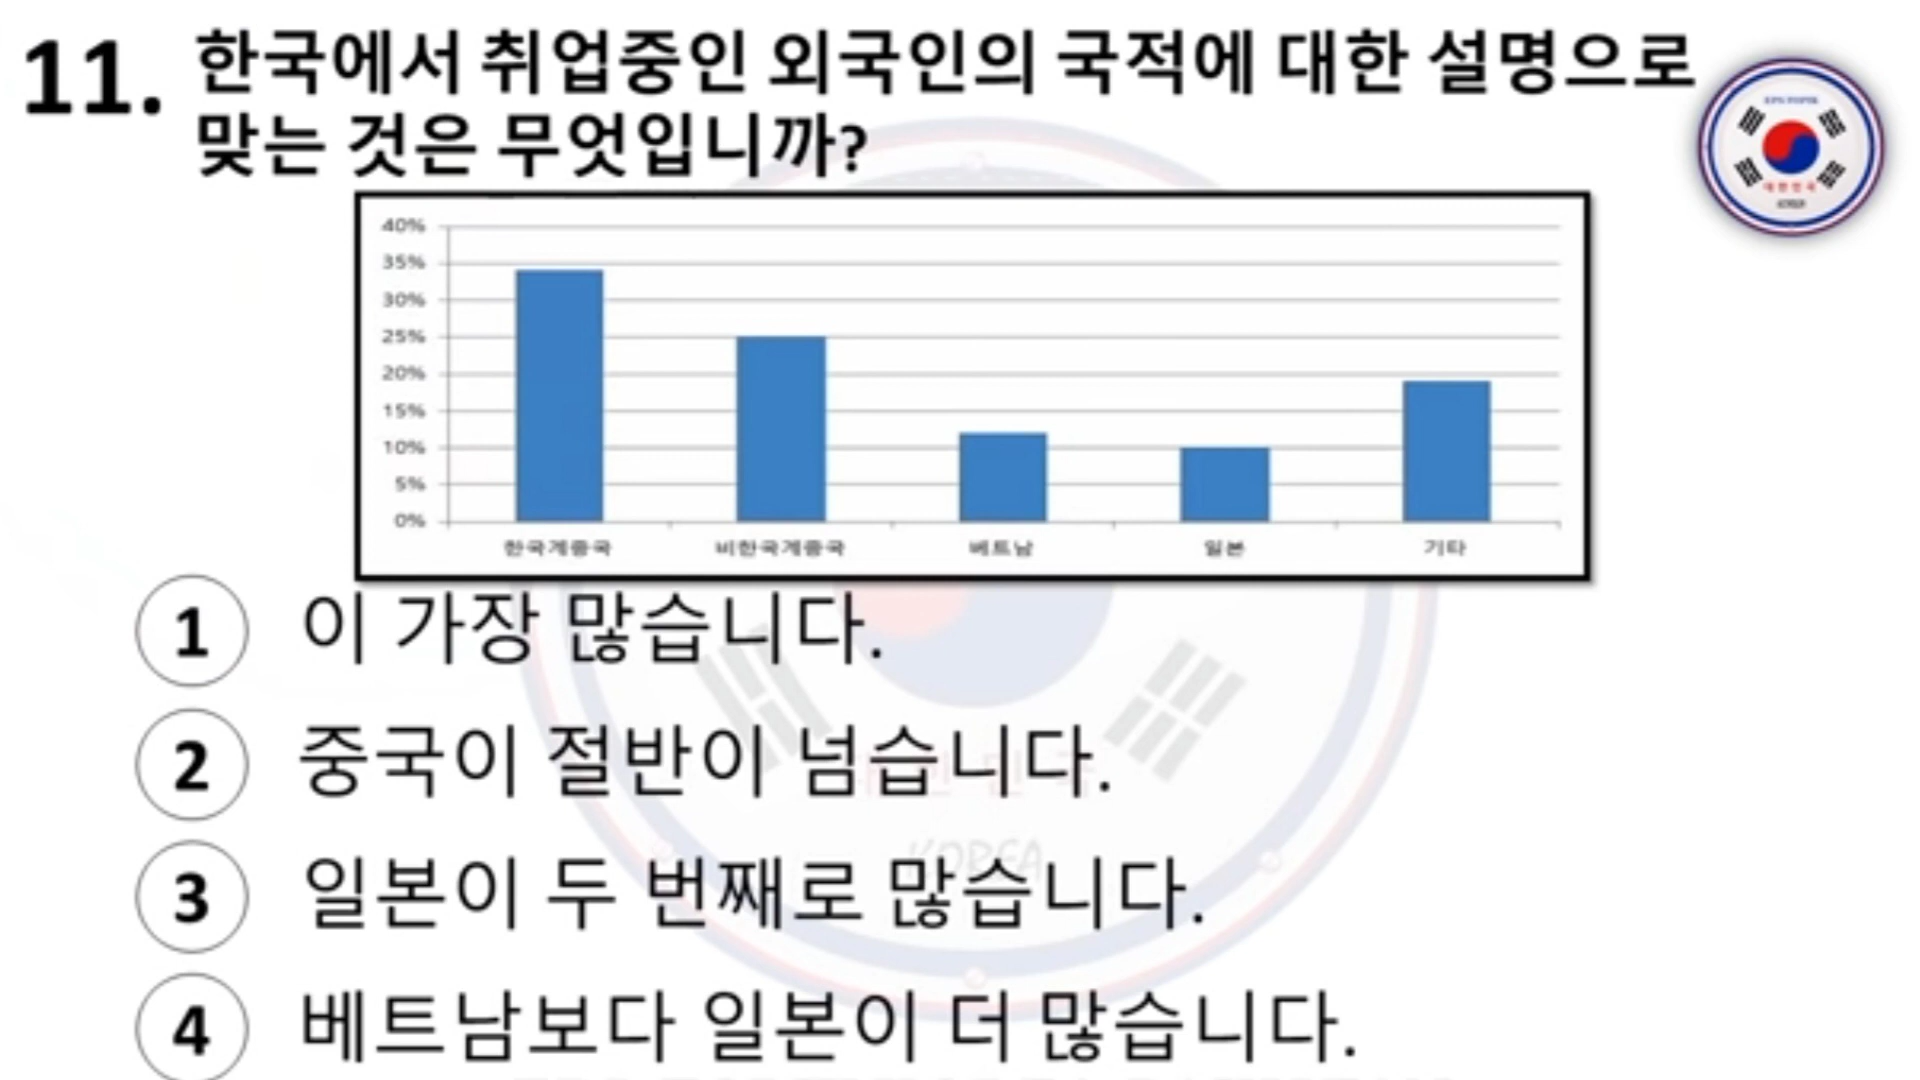 11. 한국에서 취업중인 외국인의 국적에 대한 설명으로
맞는 것은 무엇입니까?
40%
35%
30%
25%
20%
15%
10%
5%
0%
한국계중국 비한국계중국 베트남 일본 기타
1 이 가장 많습니다.
2 중국이 절반이 넘습니다.
3 일본이 두 번째로 많습니다.
4 베트남보다 일본이 더 많습니다.
대한민국
KOREA